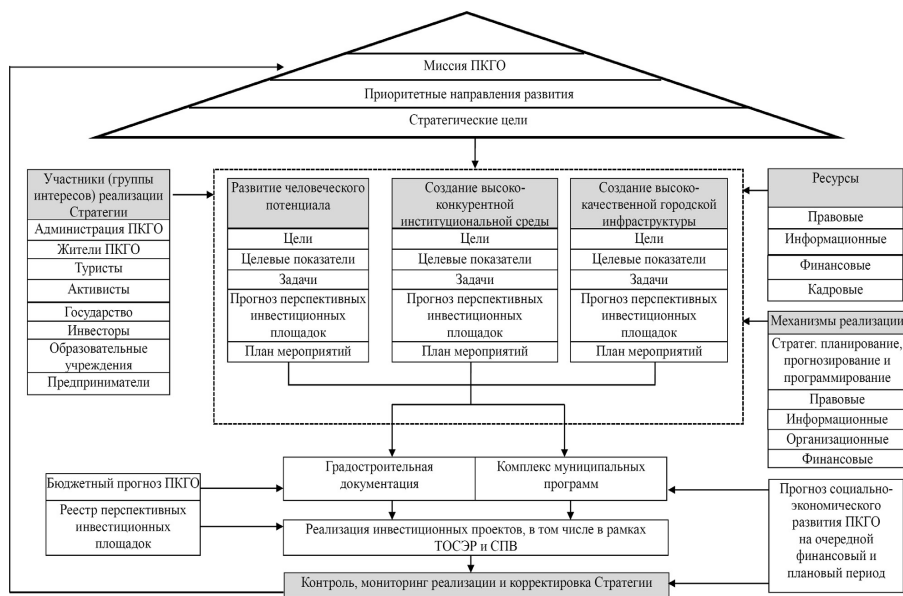 Миссия ПКГО
Приоритетные направления развития
Стратегические цели
Участники (группы
интересов) реализации
Стратегии
Администрация ПКГО
Жители ПКГО
Туристы
Активисты
Государство
Инвесторы
Образовательные
учреждения
Предприниматели
Развитие человеческого
потенциала
Цели
Целевые показатели
Задачи
Прогноз перспективных
инвестиционных
площадок
План мероприятий
Создание высоко-
конкурентной
институциональной среды
Цели
Целевые показатели
Задачи
Прогноз перспективных
инвестиционных
площадок
План мероприятий
Создание высоко-
качественной городской
инфраструктуры
Цели
Целевые показатели
Задачи
Прогноз перспективных
инвестиционных
площадок
План мероприятий
Ресурсы
Правовые
Информационные
Финансовые
Кадровые
Механизмы реализации
Стратег. планирование,
прогнозирование и
программирование
Правовые
Информационные
Организационные
Финансовые
Градостроительная
документация
Комплекс муниципальных
программ
Бюджетный прогноз ПКГО
Реестр перспективных
инвестиционных
площадок
Реализация инвестиционных проектов, в том числе в рамках
ТОСЭР и СПВ
Прогноз социально-
экономического
развития ПКГО
на очередной
финансовый и
плановый период
Контроль, мониторинг реализации и корректировка Стратегии